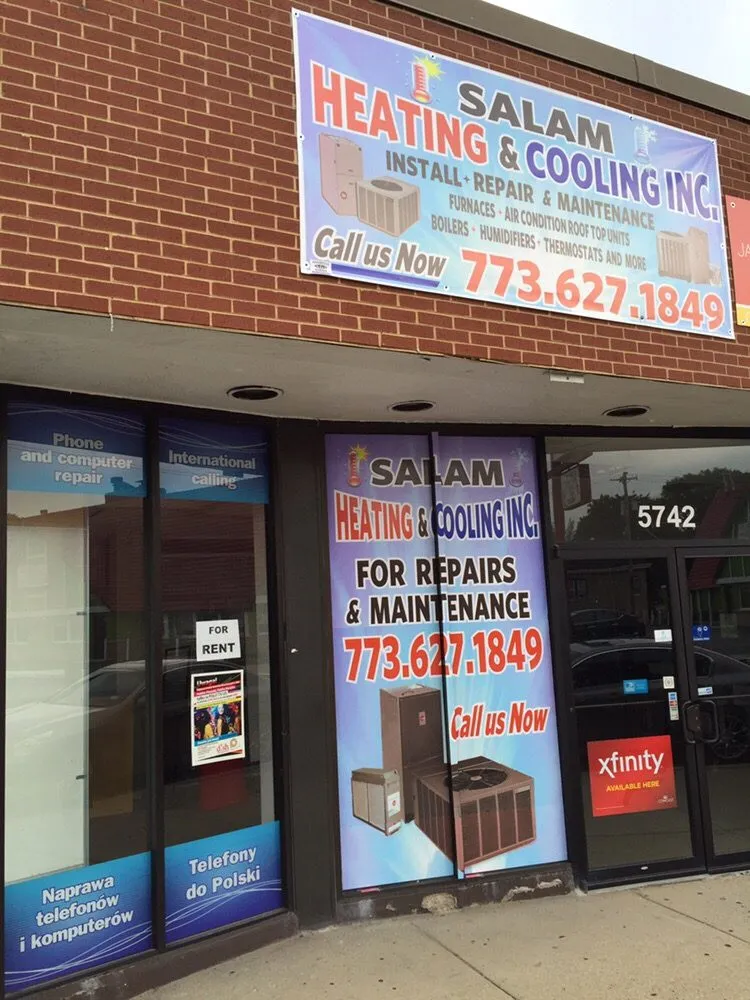 SALAM
HEATING & COOLING INC.
INSTALL - REPAIR & MAINTENANCE
FURNACES - AIR CONDITION ROOF TOP UNITS
BOILERS - HUMIDIFIERS - THERMOSTATS AND MORE
Call us Now 773.627.1849
JA
Phone
and computer
repair
International
calling
FOR
RENT
dish
Naprawa
telefonów
i komputerów
Telefony
do Polski
SALAM
HEATING & COOLING INC.
FOR REPAIRS
& MAINTENANCE
773.627.1849
Call us Now
5742
xfinity
AVAILABLE HERE